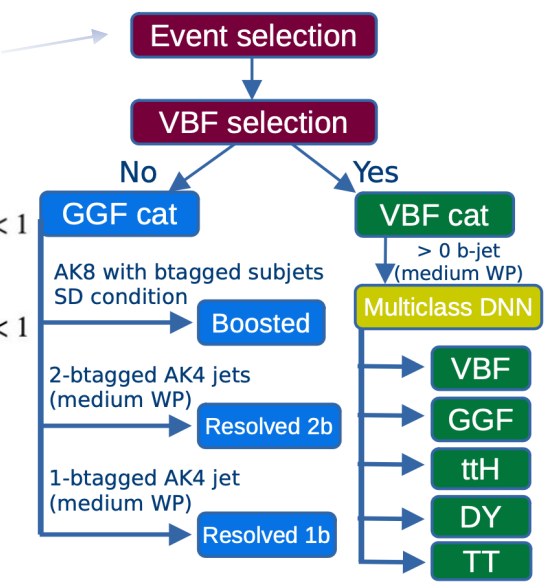 Event selection
VBF selection
No
Yes
< 1
GGF cat
VBF cat
> 0 b-jet
(medium WP)
AK8 with btagged subjets
SD condition
Multiclass DNN
< 1
Boosted
VBF
2-btagged AK4 jets
(medium WP)
Resolved 2b
GGF
ttH
1-btagged AK4 jet
(medium WP)
Resolved 1b
DY
TT